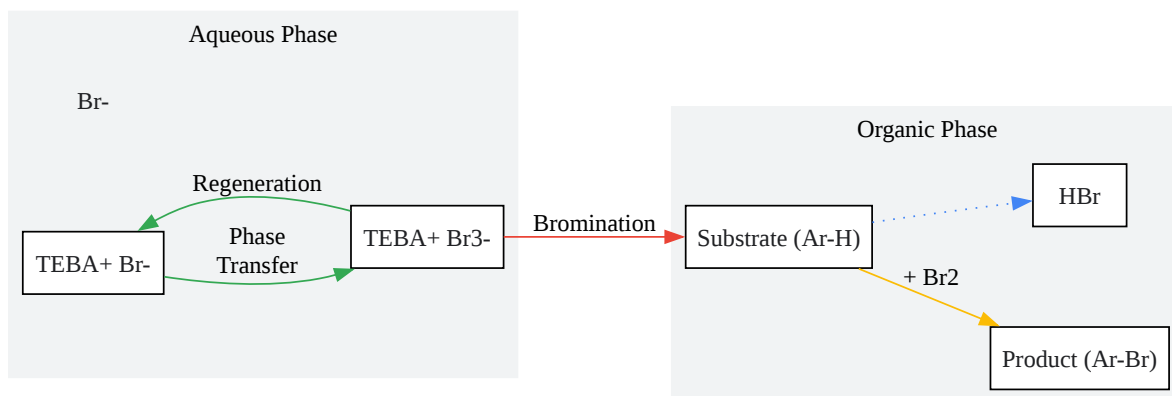 Aqueous Phase
Br-
Regeneration
TEBA+ Br-
Phase
Transfer
TEBA+ Br3-
Bromination
Organic Phase
Substrate (Ar-H)
HBr
+ Br2
Product (Ar-Br)